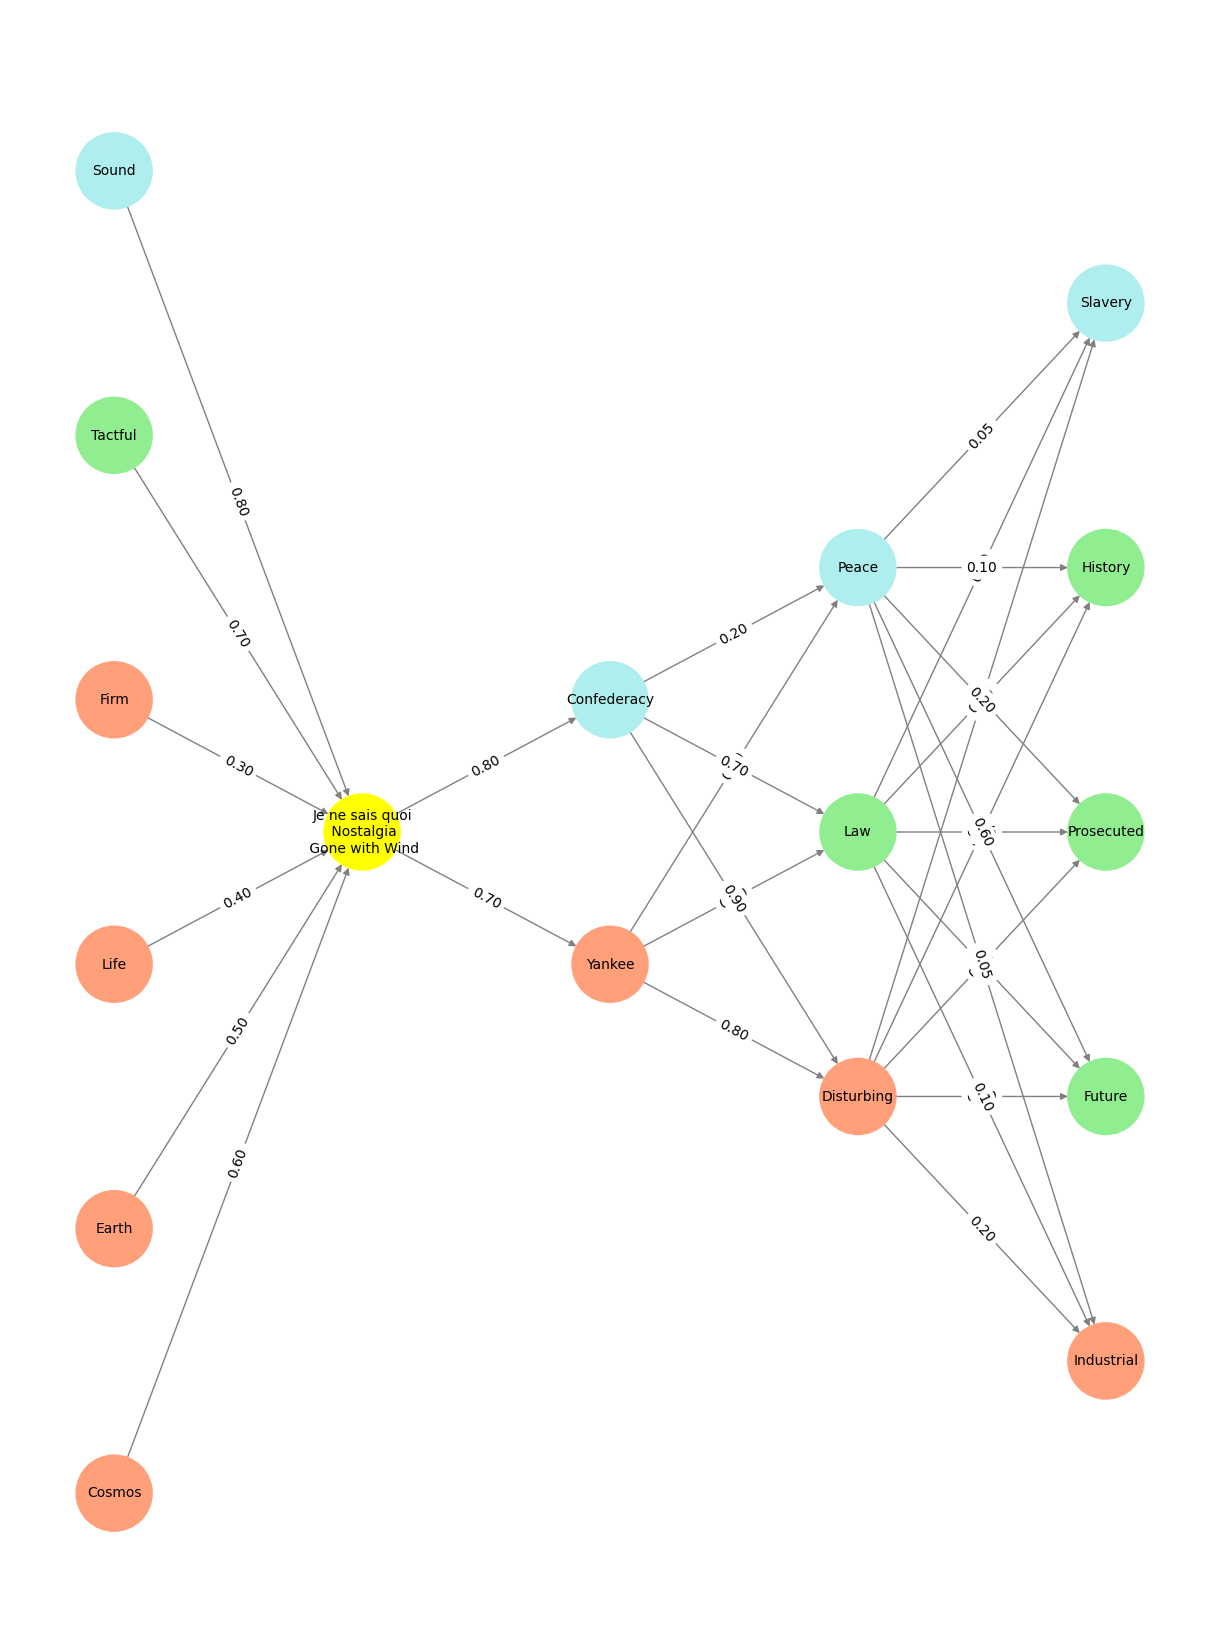 Sound
Slavery
0.05
Tactful
0.80
Peace
0.10
History
0.70
0.20
Firm
Confederacy
0.20
0.30
0.80
0.70
Je ne sais quoi
Nostalgia
Gone with Wind
Law
0.60
Prosecuted
0.40
0.70
0.90
Life
Yankee
0.05
0.50
0.80
Disturbing
0.10
Future
0.60
Earth
0.20
Industrial
Cosmos